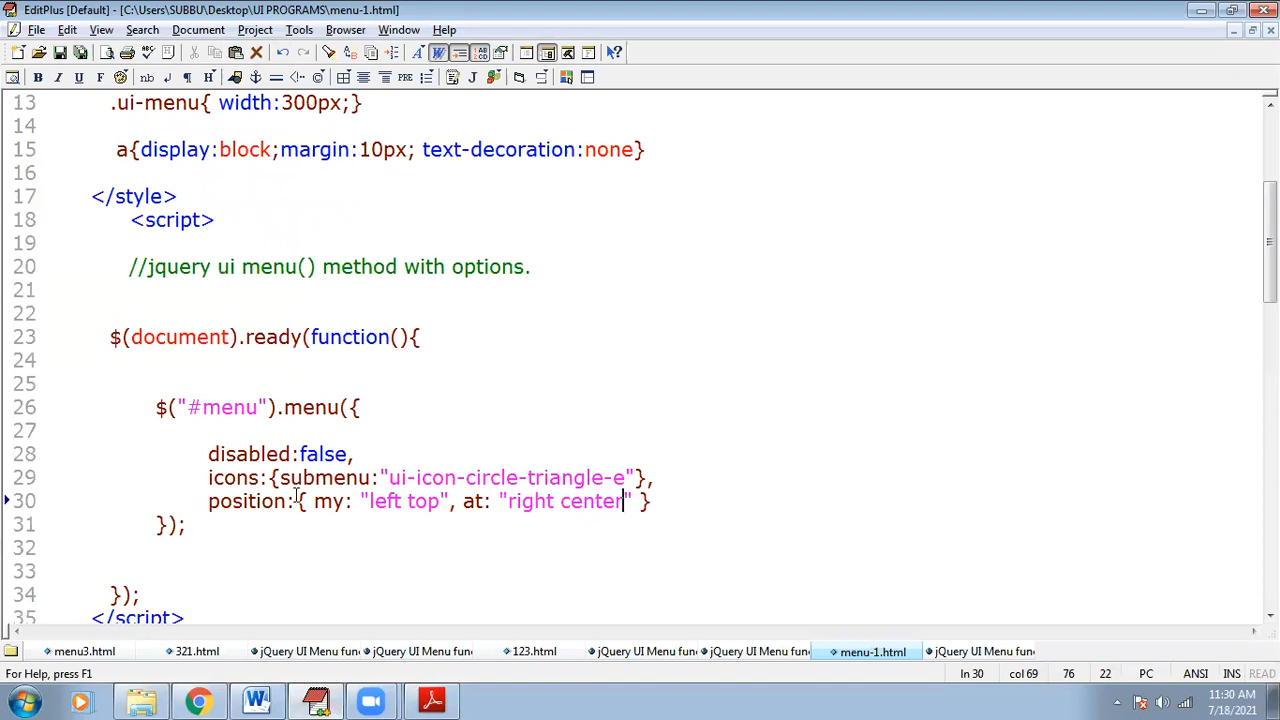 EditPlus [Default] - [C:\Users\SUBBU\Desktop\UI PROGRAMS\menu-1.html]
File Edit View Search Document Project Tools Browser Window Help
13 .ui-menu{ width:300px;}
14
15 a{display:block;margin:10px; text-decoration:none}
16
17 </style>
18 <script>
19
20 //jquery ui menu() method with options.
21
22
23 $(document).ready(function(){
24
25
26 $("#menu").menu({
27
28 disabled:false,
29 icons:{submenu:"ui-icon-circle-triangle-e"},
30 position:{ my: "left top", at: "right center" }
31 });
32
33
34 });
35 </script>
menu3.html 321.html jQuery UI Menu fun jQuery UI Menu fun 123.html jQuery UI Menu fun jQuery UI Menu fun menu-1.html jQuery UI Menu fun
For Help, press F1 ln 30 col 69 76 22 PC ANSI INS READ
11:30 AM
7/18/2021